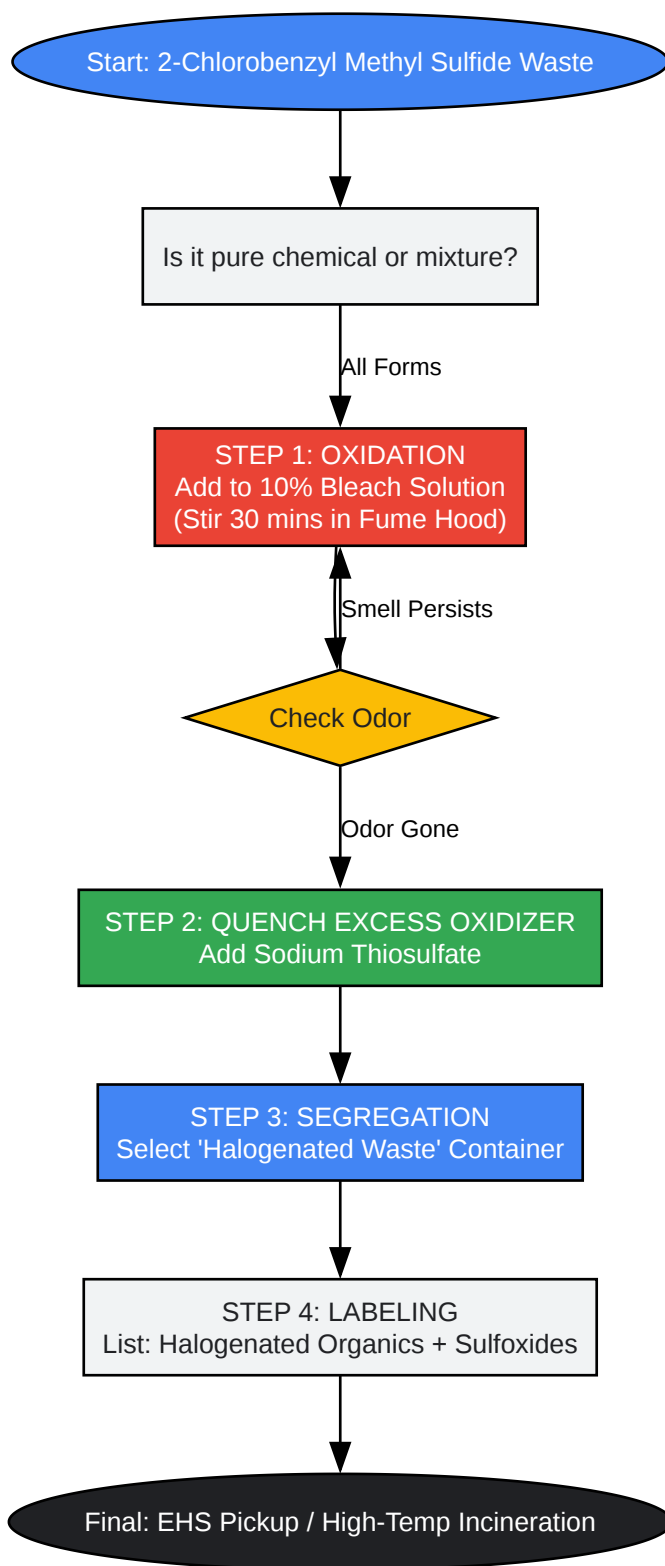 Start: 2-Chlorobenzyl Methyl Sulfide Waste
Is it pure chemical or mixture?
All Forms
STEP 1: OXIDATION
Add to 10% Bleach Solution
(Stir 30 mins in Fume Hood)
Smell Persists
Check Odor
Odor Gone
STEP 2: QUENCH EXCESS OXIDIZER
Add Sodium Thiosulfate
STEP 3: SEGREGATION
Select 'Halogenated Waste' Container
STEP 4: LABELING
List: Halogenated Organics + Sulfoxides
Final: EHS Pickup / High-Temp Incineration